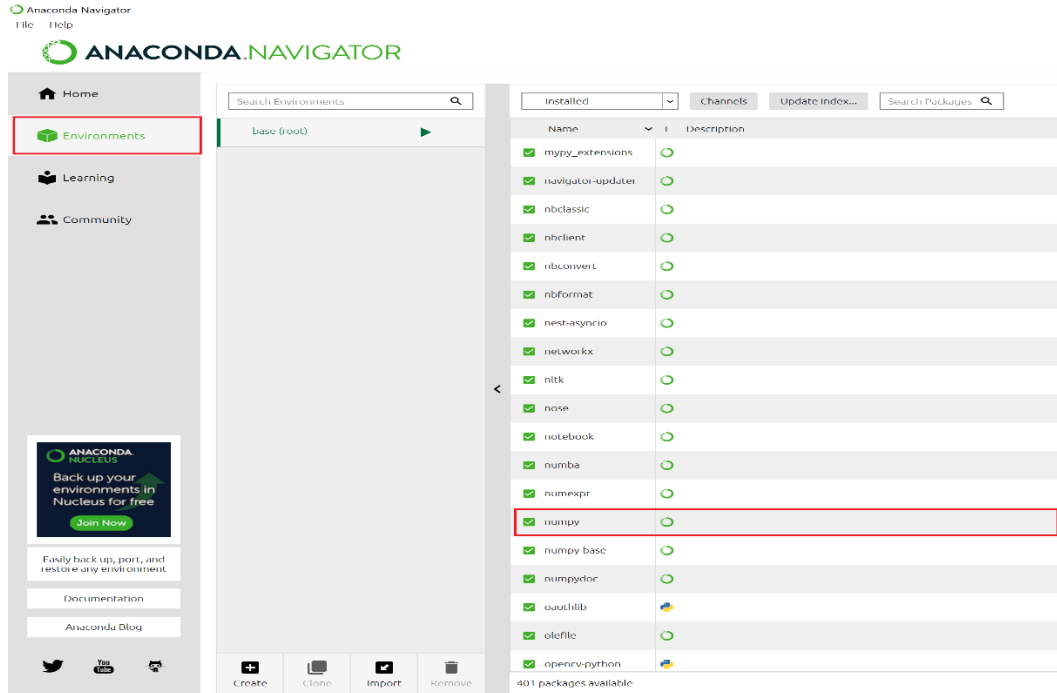 Anaconda Navigator
File Help
ANACONDA.NAVIGATOR
Home
Environments
Learning
Community
ANACONDA.
NUCLEUS
Back up your
environments in
Nucleus for free
Join Now
Easily back up, port, and
restore any environment
Documentation
Anaconda Blog
You
Tube
Search Environments
base (root)
Create Clone Import Remove
<
Installed Channels Update Index... Search Packages
Name T Description
mypy_extensions
navigator-updater
nbclassic
nbclient
nbconvert
nbformat
nest-asyncio
networkx
nltk
nose
notebook
numba
numexpr
numpy
numpy base
numpydoc
oauthlib
olefile
opencv-python
401 packages available